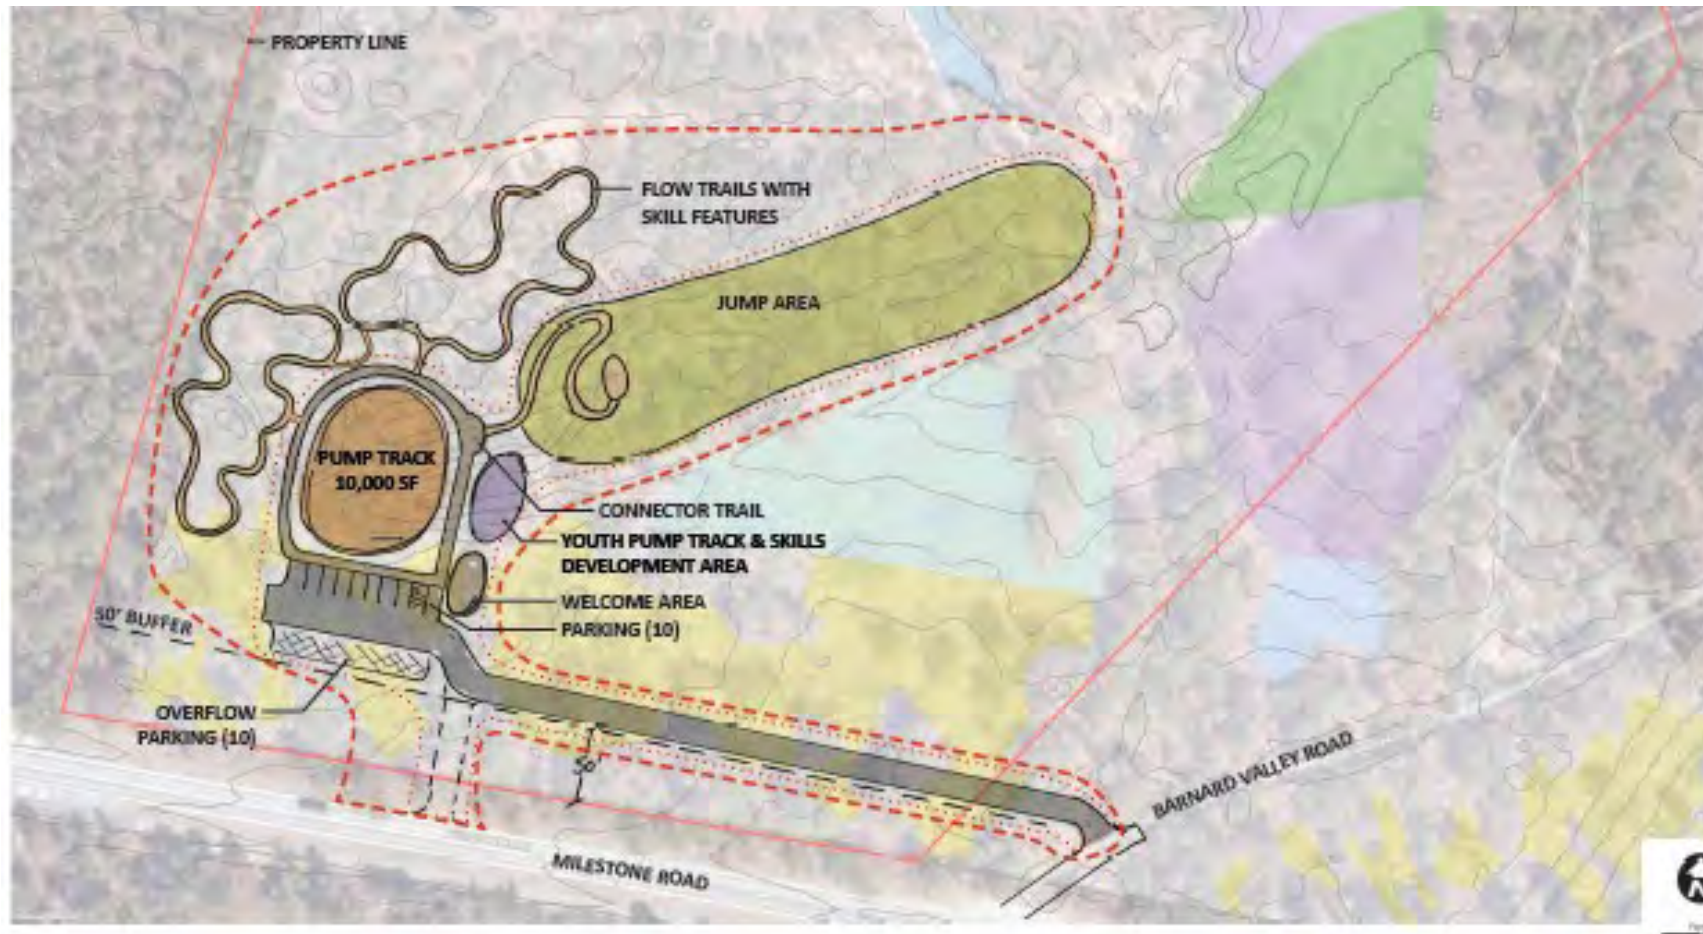 PROPERTY LINE
FLOW TRAILS WITH
SKILL FEATURES
JUMP AREA
PUMP TRACK
10,000 SF
CONNECTOR TRAIL
YOUTH PUMP TRACK & SKILLS
DEVELOPMENT AREA
WELCOME AREA
PARKING (10)
50' BUFFER
OVERFLOW
PARKING (10)
50'
BARNARD VALLEY ROAD
MILESTONE ROAD
N